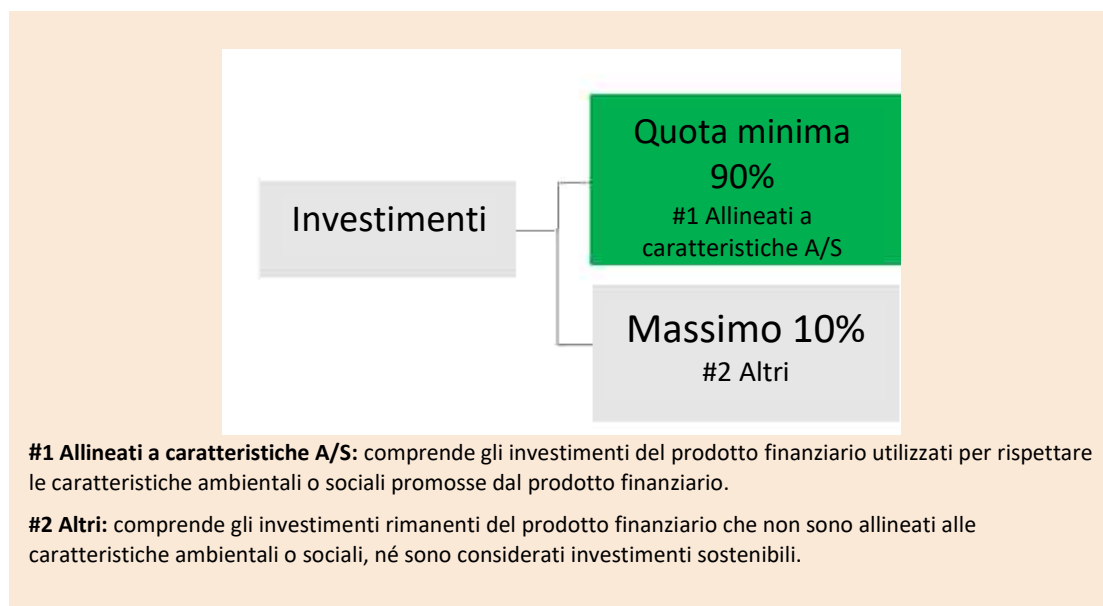 Investimenti
Quota minima
90%
#1 Allineati a
caratteristiche A/S
Massimo 10%
#2 Altri
#1 Allineati a caratteristiche A/S: comprende gli investimenti del prodotto finanziario utilizzati per rispettare
le caratteristiche ambientali o sociali promosse dal prodotto finanziario.
#2 Altri: comprende gli investimenti rimanenti del prodotto finanziario che non sono allineati alle
caratteristiche ambientali o sociali, né sono considerati investimenti sostenibili.